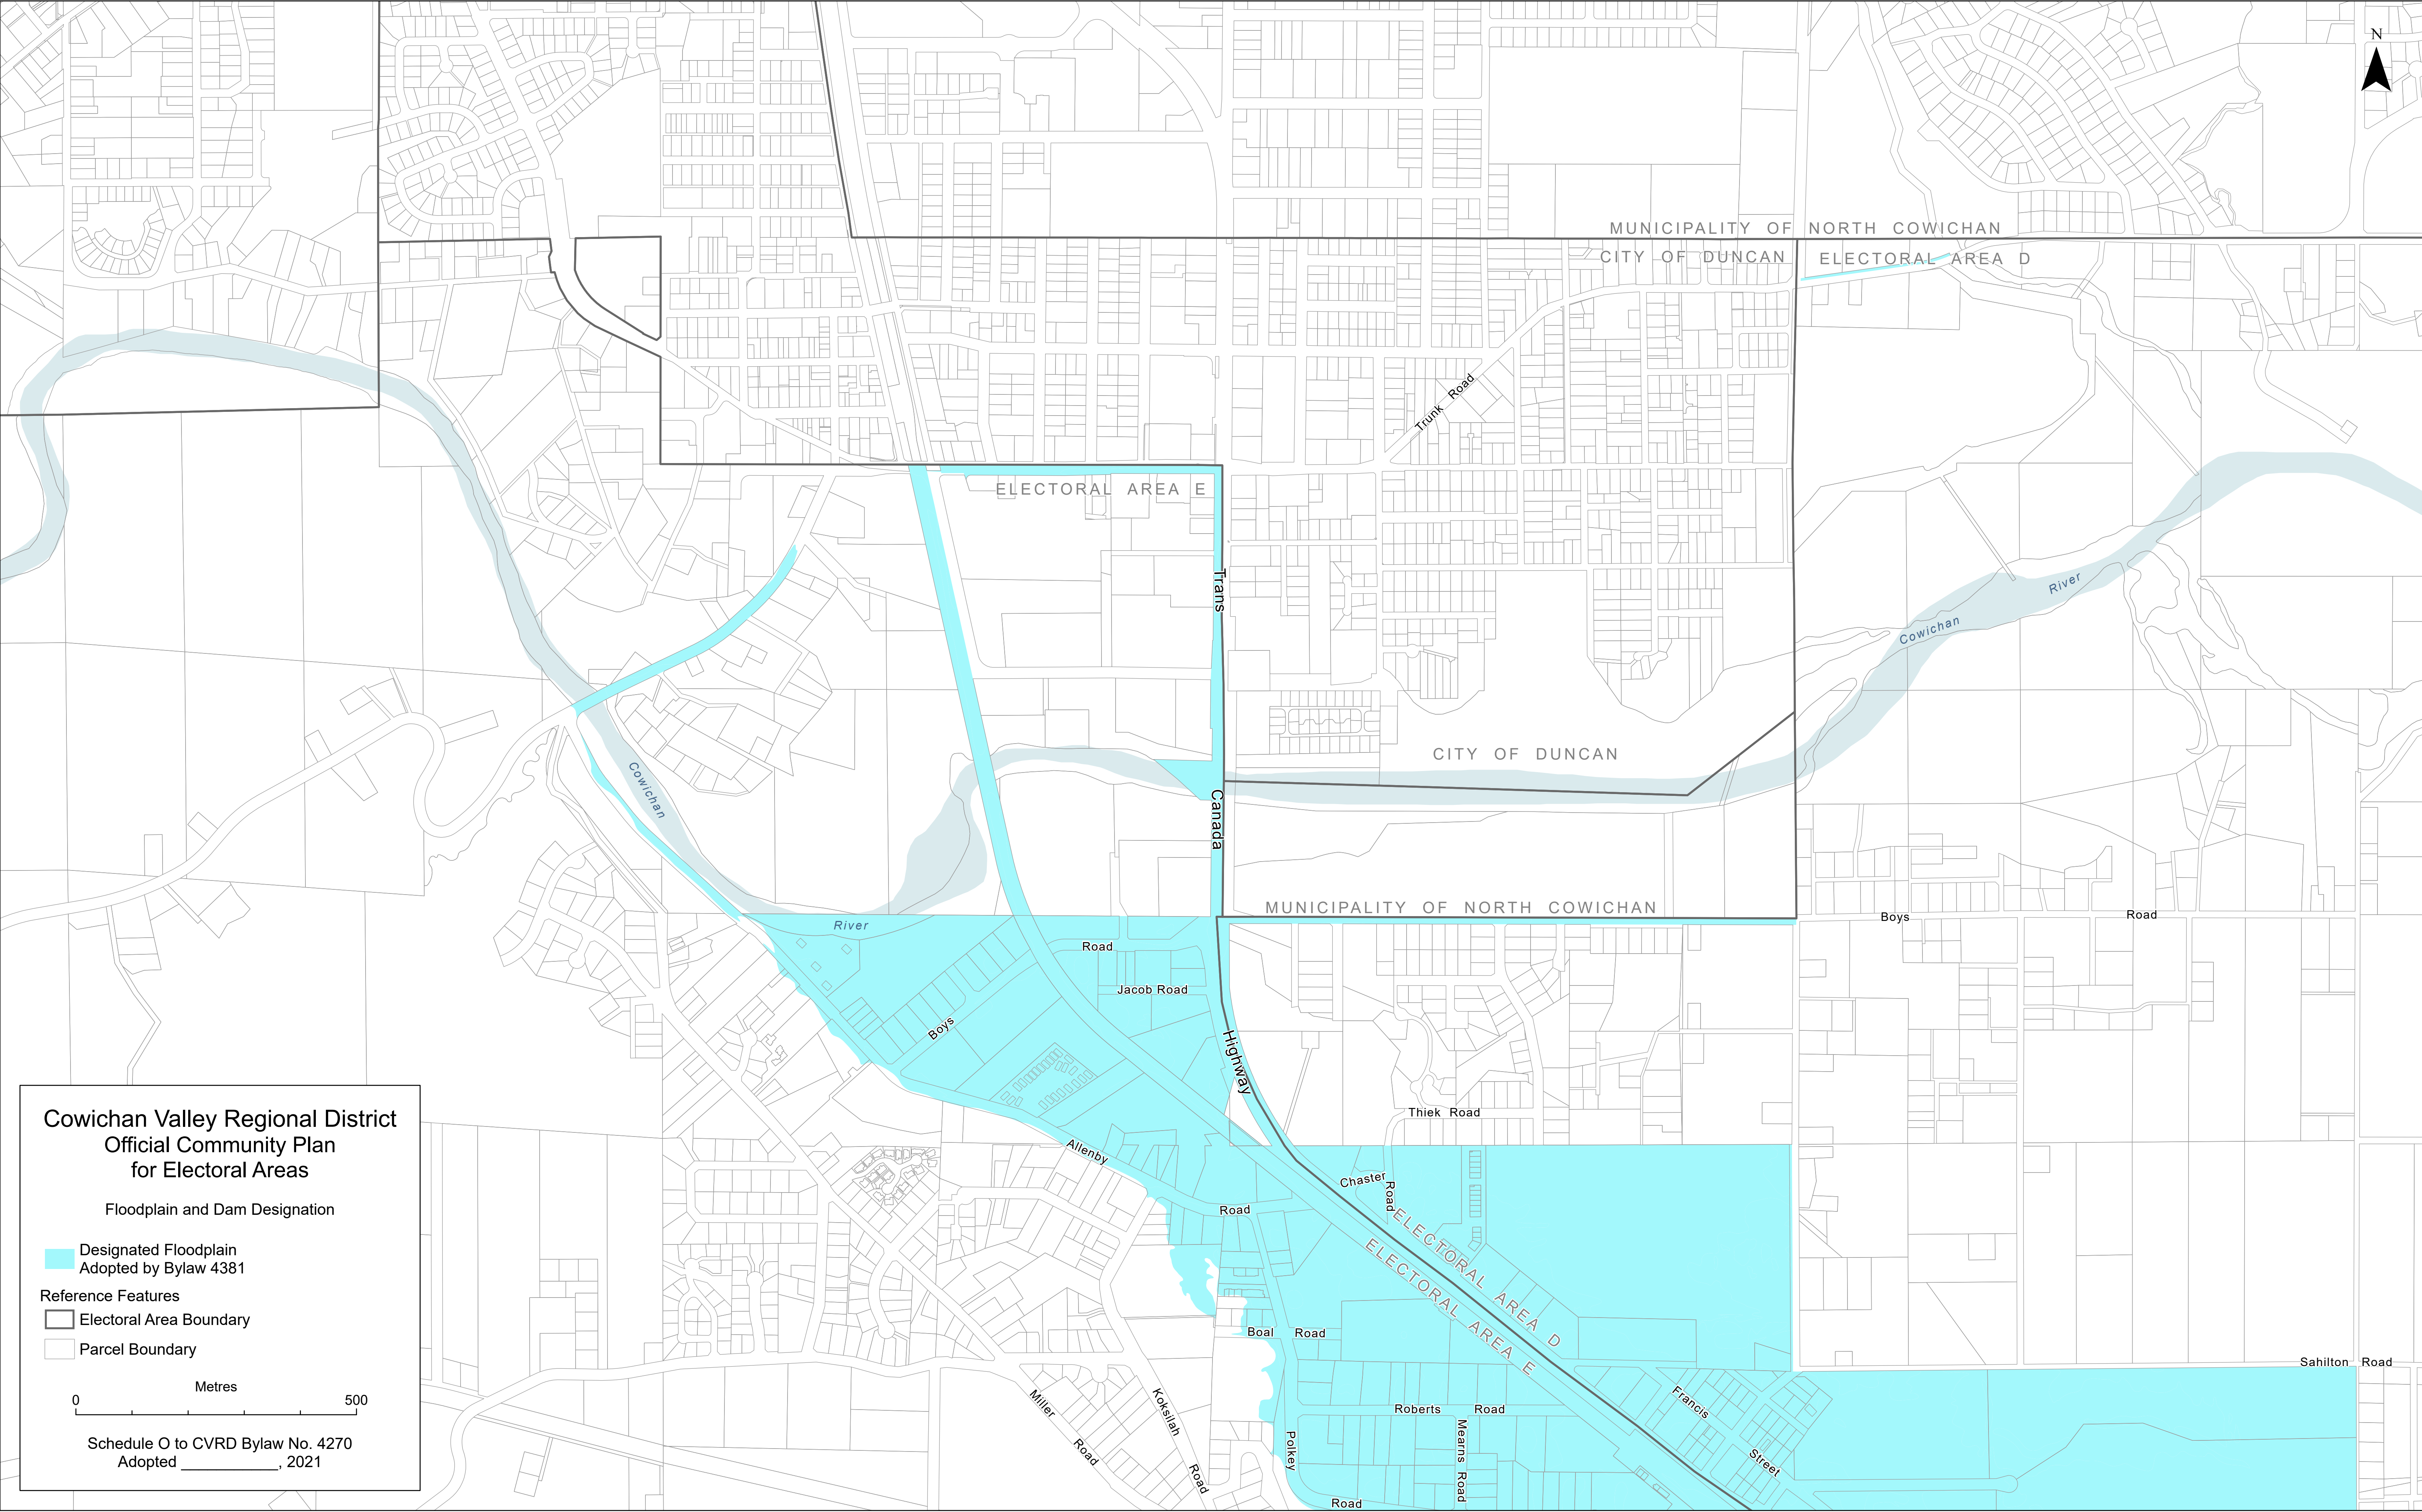 N
MUNICIPALITY OF NORTH COWICHAN
CITY OF DUNCAN
ELECTORAL AREA D
Trunk Road
ELECTORAL AREA E
Trans
Canada
Highway
River
Cowichan
CITY OF DUNCAN
Cowichan
River
MUNICIPALITY OF NORTH COWICHAN
Boys Road
Road
Jacob Road
Boys
Thiek Road
Allenby
Road
Chaster
Road
ELECTORAL AREA D
ELECTORAL AREA E
Boal Road
Sahilton Road
Miller
Road
Koksilah
Road
Roberts Road
Mearns Road
Polkey
Road
Francis
Street
Cowichan Valley Regional District
Official Community Plan
for Electoral Areas
Floodplain and Dam Designation
Designated Floodplain
Adopted by Bylaw 4381
Reference Features
Electoral Area Boundary
Parcel Boundary
Metres
0 500
Schedule O to CVRD Bylaw No. 4270
Adopted ____________, 2021